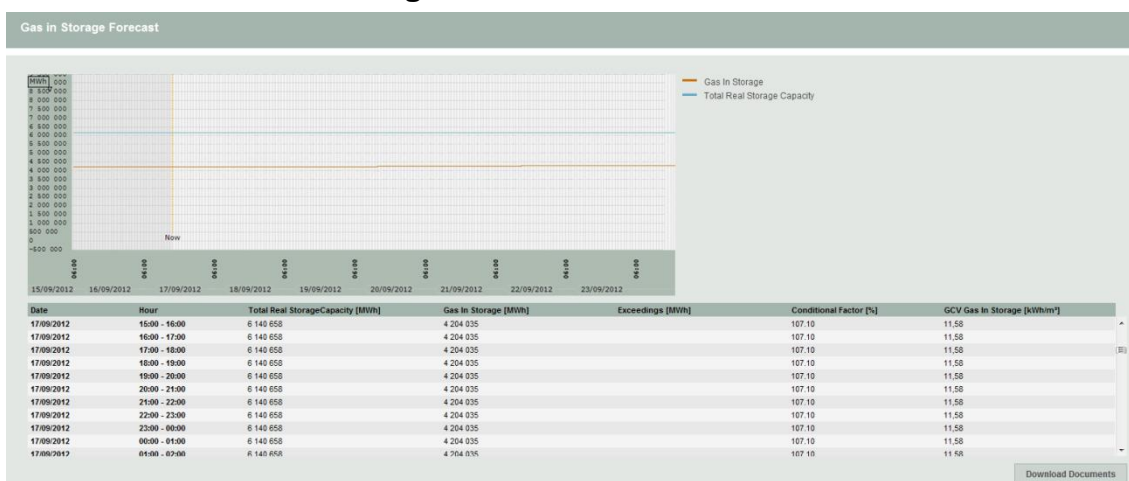 Gas in Storage Forecast
MWh
000
8 500 000
8 000 000
7 500 000
7 000 000
6 500 000
6 000 000
5 500 000
5 000 000
4 500 000
4 000 000
3 500 000
3 000 000
2 500 000
2 000 000
1 500 000
1 000 000
500 000
0
-500 000
Now
Gas In Storage
Total Real Storage Capacity
06:00 06:00 06:00 06:00 06:00 06:00 06:00 06:00 06:00
15/09/2012 16/09/2012 17/09/2012 18/09/2012 19/09/2012 20/09/2012 21/09/2012 22/09/2012 23/09/2012
Date Hour Total Real StorageCapacity [MWh] Gas In Storage [MWh] Exceedings [MWh] Conditional Factor [%] GCV Gas In Storage [kWh/m³]
17/09/2012 15:00 - 16:00 6 140 658 4 204 035 107.10 11,58
17/09/2012 16:00 - 17:00 6 140 658 4 204 035 107.10 11,58
17/09/2012 17:00 - 18:00 6 140 658 4 204 035 107.10 11,58
17/09/2012 18:00 - 19:00 6 140 658 4 204 035 107.10 11,58
17/09/2012 19:00 - 20:00 6 140 658 4 204 035 107.10 11,58
17/09/2012 20:00 - 21:00 6 140 658 4 204 035 107.10 11,58
17/09/2012 21:00 - 22:00 6 140 658 4 204 035 107.10 11,58
17/09/2012 22:00 - 23:00 6 140 658 4 204 035 107.10 11,58
17/09/2012 23:00 - 00:00 6 140 658 4 204 035 107.10 11,58
17/09/2012 00:00 - 01:00 6 140 658 4 204 035 107.10 11,58
17/09/2012 01:00 - 02:00 6 140 658 4 204 035 107.10 11,58
Download Documents